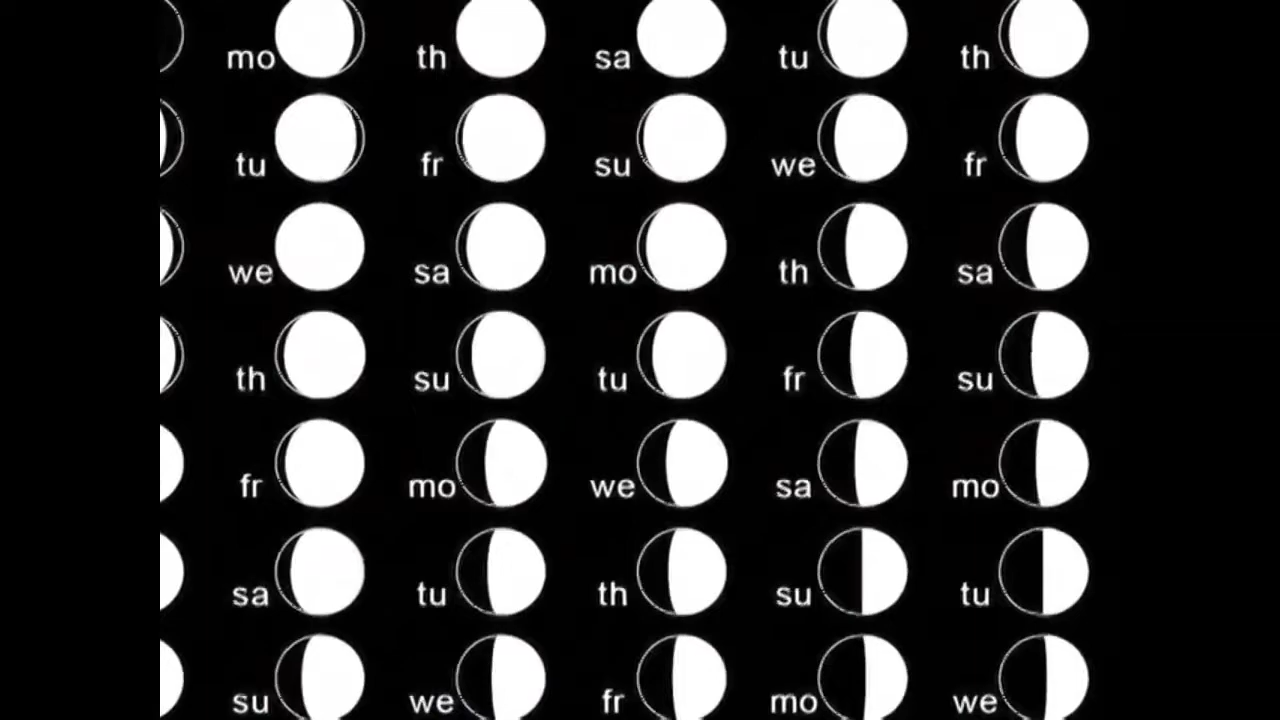 mo th sa tu th
tu fr su we fr
we sa mo th sa
th su tu fr su
fr mo we sa mo
sa tu th su tu
su we fr mo we